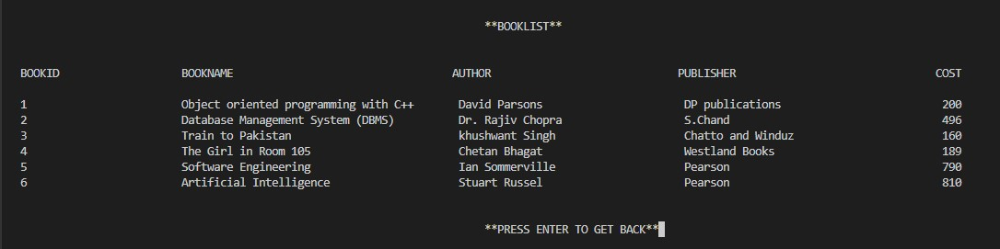 **BOOKLIST**
BOOKID BOOKNAME AUTHOR PUBLISHER COST
1 Object oriented programming with C++ David Parsons DP publications 200
2 Database Management System (DBMS) Dr. Rajiv Chopra S.Chand 496
3 Train to Pakistan khushwant Singh Chatto and Winduz 160
4 The Girl in Room 105 Chetan Bhagat Westland Books 189
5 Software Engineering Ian Sommerville Pearson 790
6 Artificial Intelligence Stuart Russel Pearson 810
**PRESS ENTER TO GET BACK**